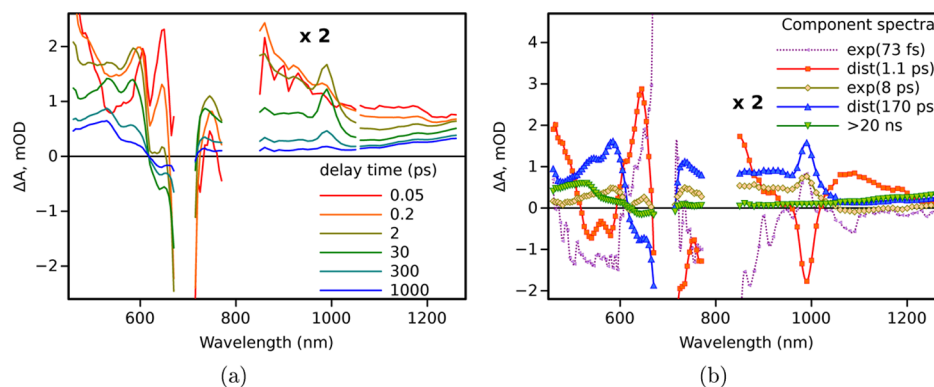 x 2
ΔA, mOD
2
1
0
−1
−2
delay time (ps)
0.05
0.2
2
30
300
1000
600
800
1000
1200
Wavelength (nm)
(a)
Component spectra
exp(73 fs)
dist(1.1 ps)
exp(8 ps)
dist(170 ps
>20 ns
x 2
ΔA, mOD
4
3
2
1
0
−1
−2
600
800
1000
1200
Wavelength (nm)
(b)